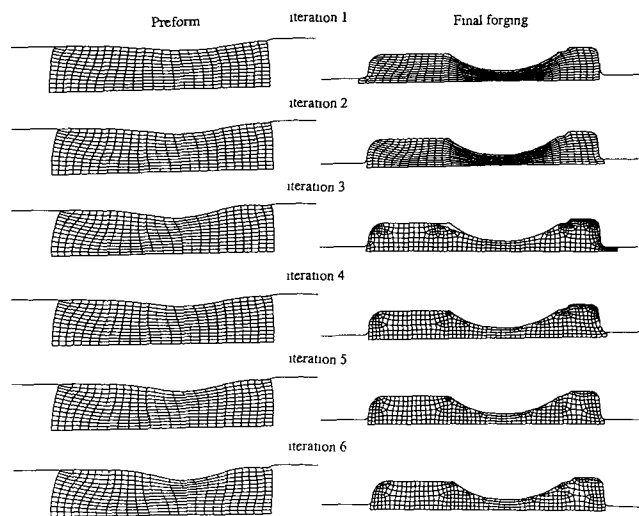 Preform
iteration 1
Final forging
iteration 2
iteration 3
iteration 4
iteration 5
iteration 6